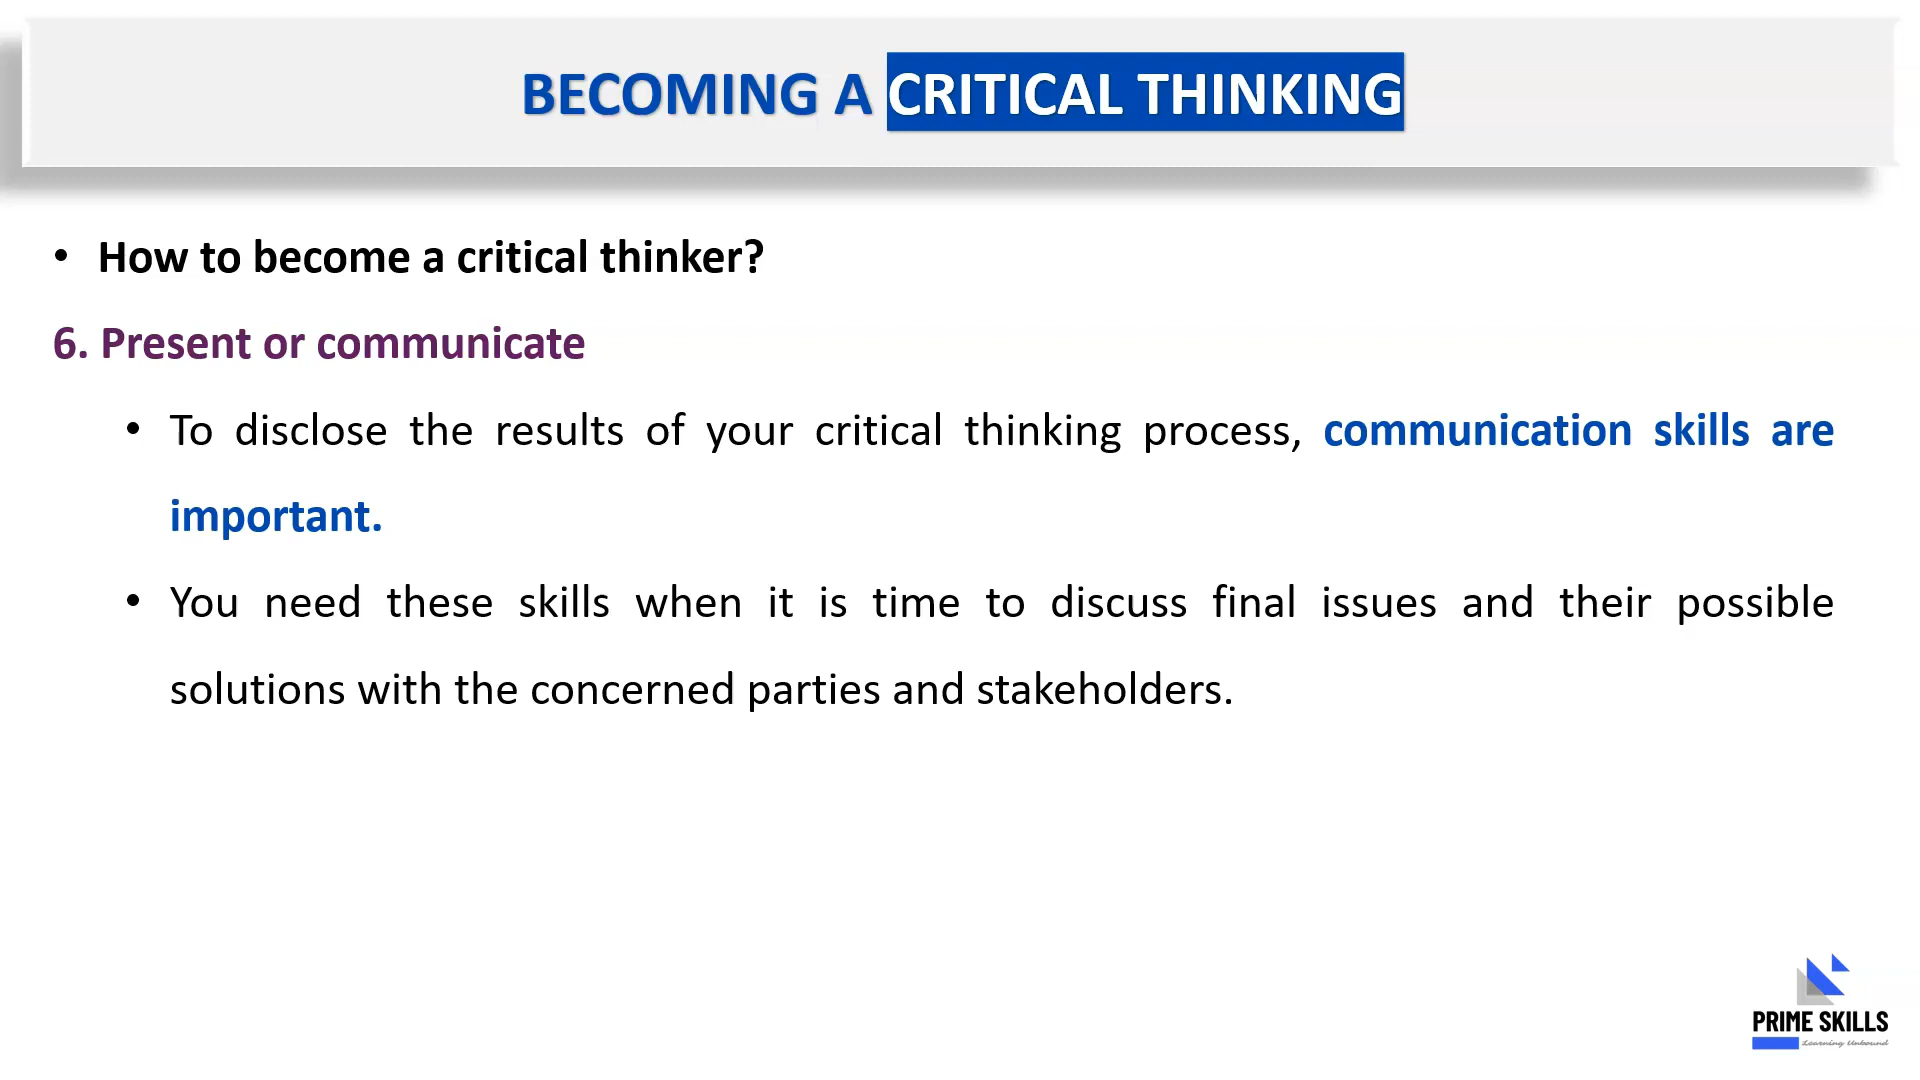 BECOMING A CRITICAL THINKING
• How to become a critical thinker?
6. Present or communicate
• To disclose the results of your critical thinking process, communication skills are
important.
• You need these skills when it is time to discuss final issues and their possible
solutions with the concerned parties and stakeholders.
PRIME SKILLS
Learning Unbound